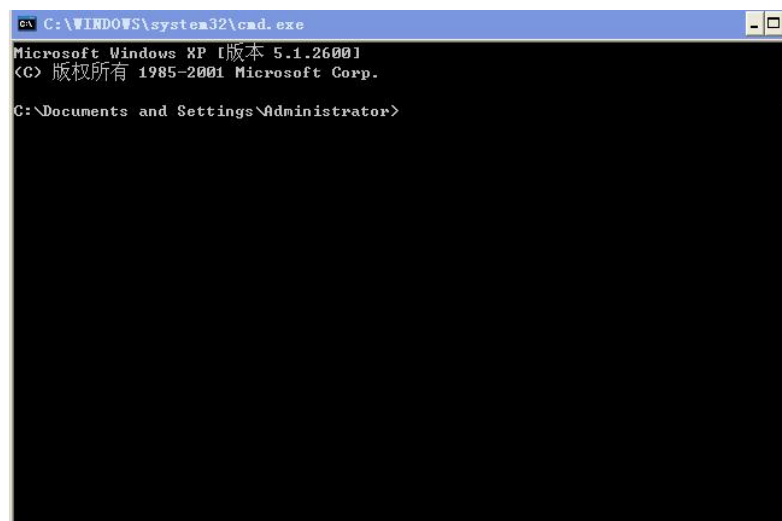 C:\WINDOWS\system32\cmd.exe
Microsoft Windows XP [版本 5.1.2600]
(C) 版权所有 1985-2001 Microsoft Corp.
C:\Documents and Settings\Administrator>